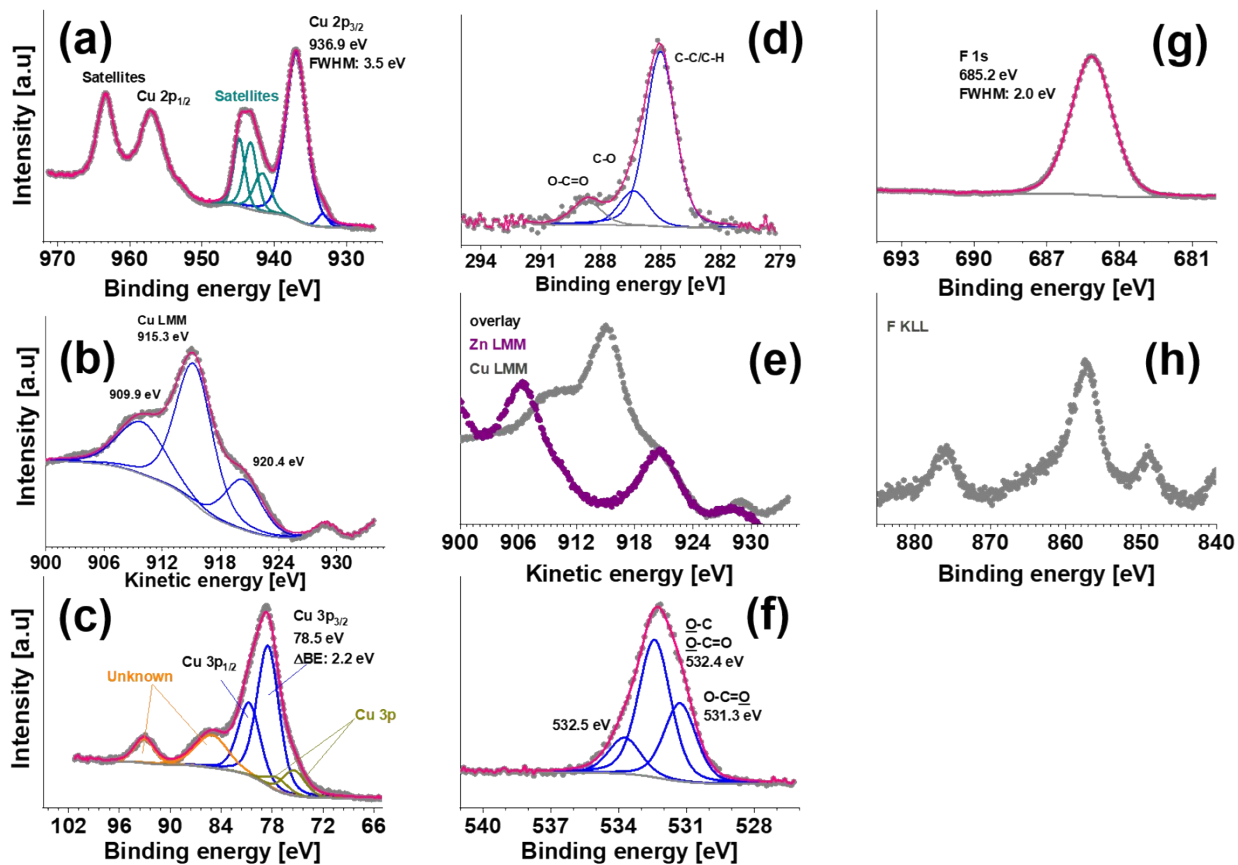 (a)
Cu 2p3/2
936.9 eV
FWHM: 3.5 eV
Satellites
Cu 2p1/2
Satellites
Intensity [a.u]
970 960 950 940 930
Binding energy [eV]
(b)
Cu LMM
915.3 eV
909.9 eV
920.4 eV
Intensity [a.u]
900 905 910 915 920 925 930
Kinetic energy [eV]
(c)
Cu 3p3/2
78.5 eV
ΔBE: 2.2 eV
Cu 3p1/2
Unknown
Cu 3p
Intensity [a.u]
102 96 90 84 78 72 66
Binding energy [eV]
(d)
C-C/C-H
C-O
O-C=O
294 291 288 285 282 279
Binding energy [eV]
(e)
overlay
Zn LMM
Cu LMM
900 906 912 918 924 930
Kinetic energy [eV]
(f)
O-C
O-C=O
532.4 eV
O-C=O
531.3 eV
532.5 eV
540 537 534 531 528
Binding energy [eV]
(g)
F 1s
685.2 eV
FWHM: 2.0 eV
693 690 687 684 681
Binding energy [eV]
(h)
F KLL
880 870 860 850 840
Binding energy [eV]